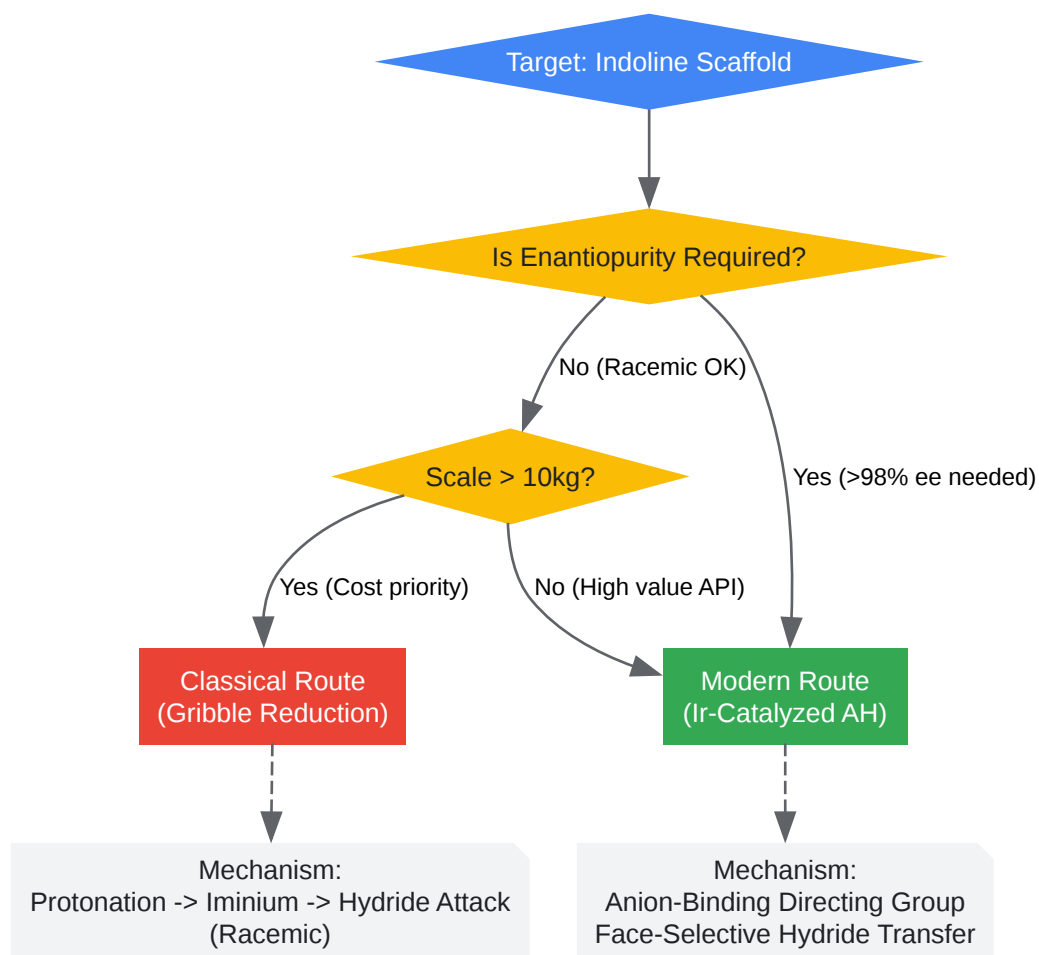 Target: Indoline Scaffold
Is Enantiopurity Required?
No (Racemic OK)
Scale > 10kg?
Yes (>98% ee needed)
Yes (Cost priority)
No (High value API)
Classical Route
(Gribble Reduction)
Modern Route
(Ir-Catalyzed AH)
Mechanism:
Protonation -> Iminium -> Hydride Attack
(Racemic)
Mechanism:
Anion-Binding Directing Group
Face-Selective Hydride Transfer